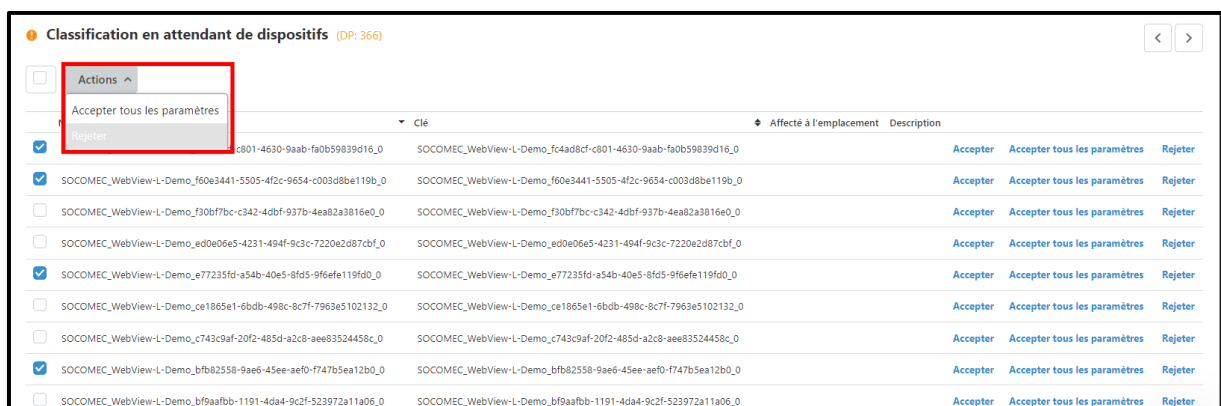 Classification en attendant de dispositifs (DP: 366)
Actions
Accepter tous les paramètres
Rejeter
Clé Affecté à l'emplacement Description
c801-4630-9aab-fa0b59839d16_0 SOCOMEC_WebView-L-Demo_fc4ad8cf-c801-4630-9aab-fa0b59839d16_0 Accepter Accepter tous les paramètres Rejeter
SOCOMEC_WebView-L-Demo_f60e3441-5505-4f2c-9654-c003d8be119b_0 SOCOMEC_WebView-L-Demo_f60e3441-5505-4f2c-9654-c003d8be119b_0 Accepter Accepter tous les paramètres Rejeter
SOCOMEC_WebView-L-Demo_f30bf7bc-c342-4dbf-937b-4ea82a3816e0_0 SOCOMEC_WebView-L-Demo_f30bf7bc-c342-4dbf-937b-4ea82a3816e0_0 Accepter Accepter tous les paramètres Rejeter
SOCOMEC_WebView-L-Demo_ed0e06e5-4231-494f-9c3c-7220e2d87cbf_0 SOCOMEC_WebView-L-Demo_ed0e06e5-4231-494f-9c3c-7220e2d87cbf_0 Accepter Accepter tous les paramètres Rejeter
SOCOMEC_WebView-L-Demo_e77235fd-a54b-40e5-8fd5-9f6efe119fd0_0 SOCOMEC_WebView-L-Demo_e77235fd-a54b-40e5-8fd5-9f6efe119fd0_0 Accepter Accepter tous les paramètres Rejeter
SOCOMEC_WebView-L-Demo_ce1865e1-6bdb-498c-8c7f-7963e5102132_0 SOCOMEC_WebView-L-Demo_ce1865e1-6bdb-498c-8c7f-7963e5102132_0 Accepter Accepter tous les paramètres Rejeter
SOCOMEC_WebView-L-Demo_c743c9af-20f2-485d-a2c8-aee83524458c_0 SOCOMEC_WebView-L-Demo_c743c9af-20f2-485d-a2c8-aee83524458c_0 Accepter Accepter tous les paramètres Rejeter
SOCOMEC_WebView-L-Demo_bfb82558-9ae6-45ee-aef0-f747b5ea12b0_0 SOCOMEC_WebView-L-Demo_bfb82558-9ae6-45ee-aef0-f747b5ea12b0_0 Accepter Accepter tous les paramètres Rejeter
SOCOMEC_WebView-L-Demo_bf9aafbb-1191-4da4-9c2f-523972a11a06_0 SOCOMEC_WebView-L-Demo_bf9aafbb-1191-4da4-9c2f-523972a11a06_0 Accepter Accepter tous les paramètres Rejeter